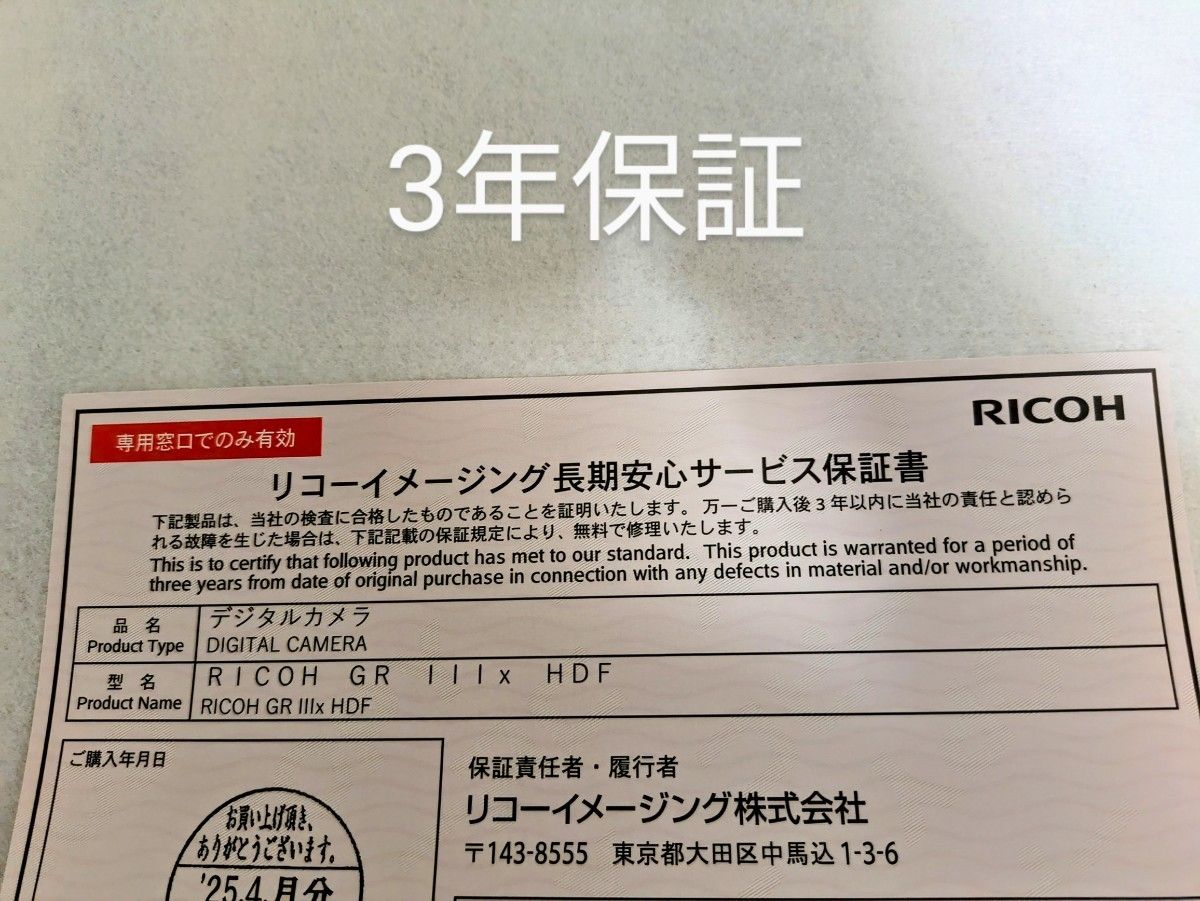 3年保証
RICOH
専用窓口でのみ有効
リコーイメージング長期安心サービス保証書
下記製品は、当社の検査に合格したものであることを証明いたします。万一ご購入後3年以内に当社の責任と認めら
れる故障を生じた場合は、下記記載の保証規定により、無料で修理いたします。
This is to certify that following product has met to our standard. This product is warranted for a period of
three years from date of original purchase in connection with any defects in material and/or workmanship.
品 名 デジタルカメラ
Product Type DIGITAL CAMERA
型 名 RICOH GR IIIx HDF
Product Name RICOH GR IIIx HDF
ご購入年月日
お買い上げ頂き、
ありがとうございます。
'25.4.月分
保証責任者・履行者
リコーイメージング株式会社
〒143-8555 東京都大田区中馬込1-3-6